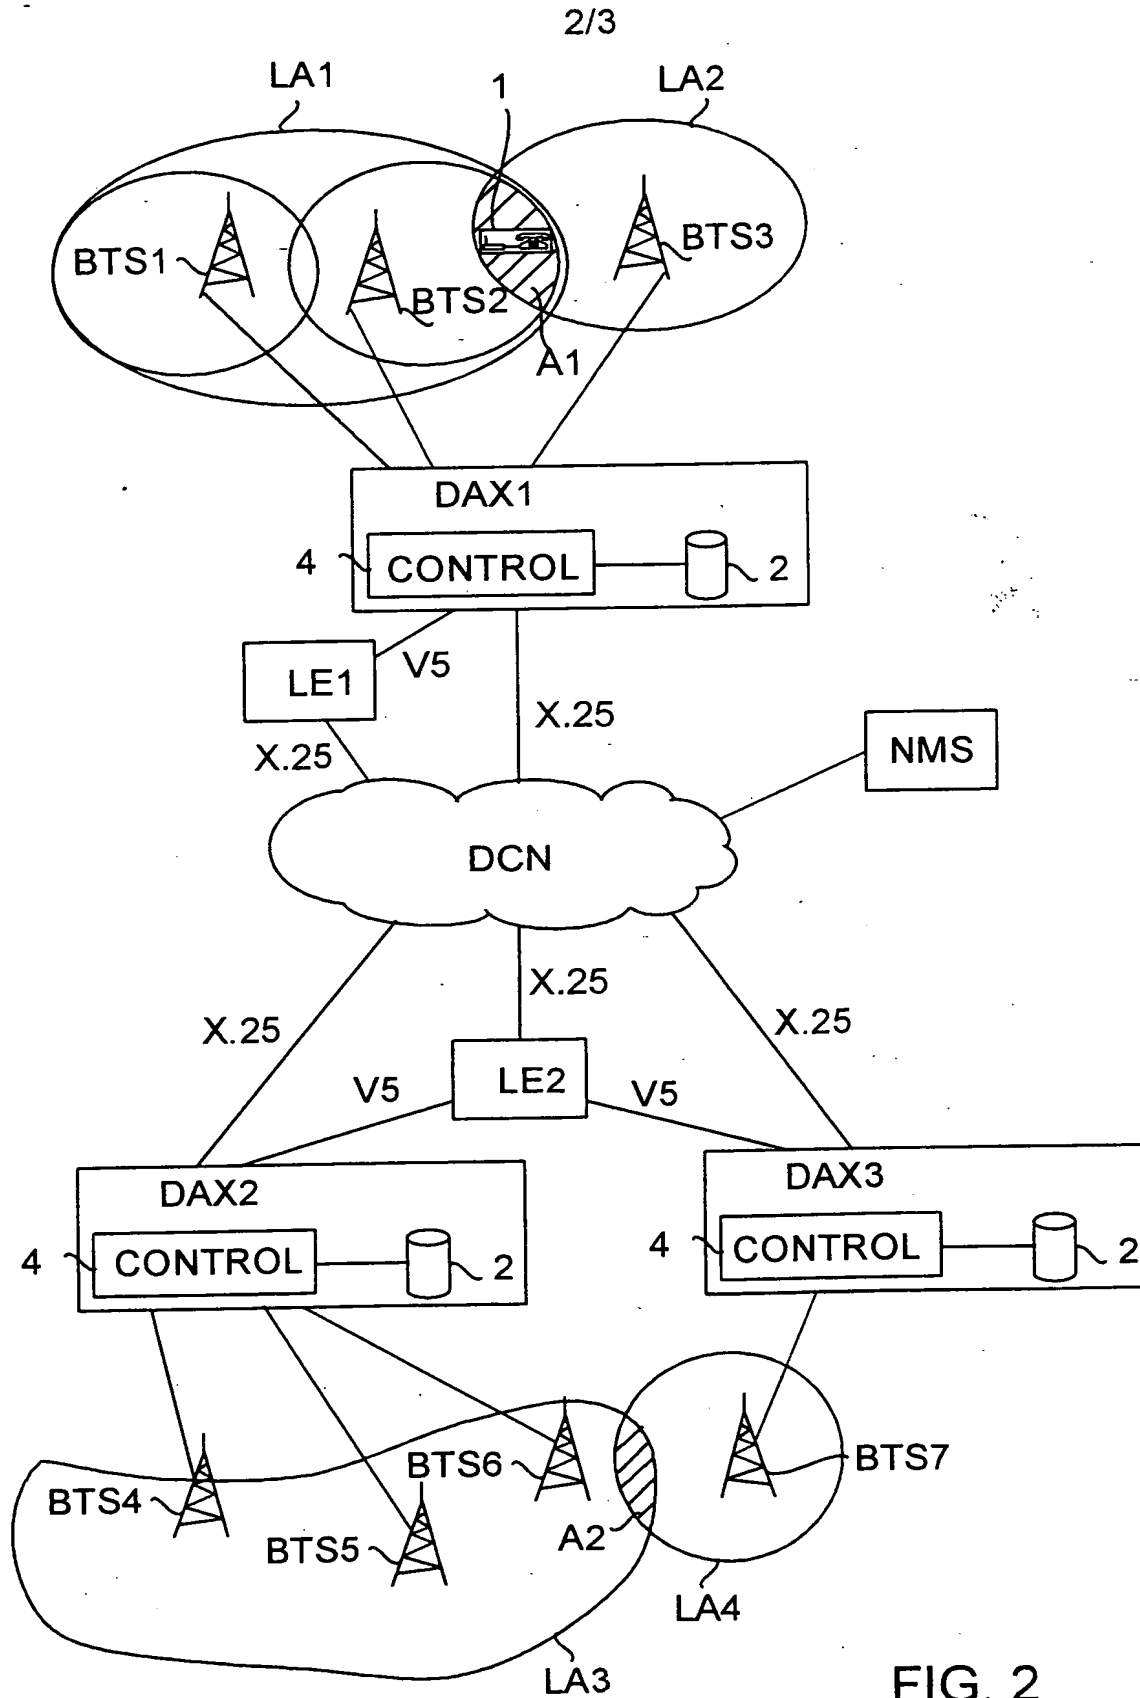 2/3
LA1
1
LA2
BTS1
BTS2
BTS3
A1
DAX1
4
CONTROL
2
LE1
V5
X.25
X.25
NMS
DCN
X.25
X.25
X.25
LE2
V5
V5
DAX2
4
CONTROL
2
DAX3
4
CONTROL
2
BTS4
BTS5
BTS6
A2
BTS7
LA4
LA3
FIG. 2